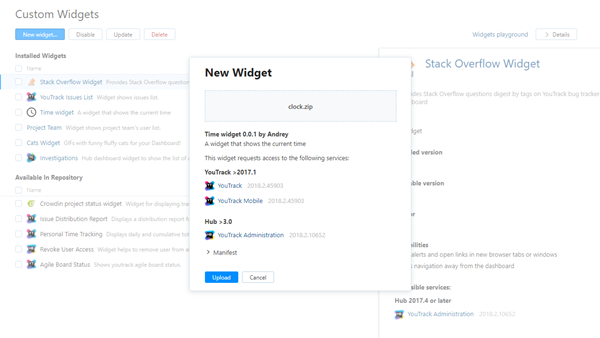 Custom Widgets
New widget...
Disable
Update
Delete
Widgets playground
Details
Installed Widgets
Name
Stack Overflow Widget Provides Stack Overflow question
YouTrack Issues List Widget shows issues list.
Time widget A widget that shows the current time
Project Team Widget shows project team's user list.
Cats Widget Gifs with funny fluffy cats for your Dashboard!
Investigations Hub dashboard widget to show the list of
Available In Repository
Name
Crowdin project status widget Widget for displaying tra
Issue Distribution Report Displays a distribution report f
Personal Time Tracking Displays daily and cumulative tot
Revoke User Access Widget helps to remove user from a
Agile Board Status Shows youtrack agile board status.
New Widget
clock.zip
Time widget 0.0.1 by Andrey
A widget that shows the current time
This widget requests access to the following services:
YouTrack >2017.1
YouTrack 2018.2.45903
YouTrack Mobile 2018.2.45903
Hub >3.0
YouTrack Administration 2018.2.10652
Manifest
Upload
Cancel
Stack Overflow Widget
vides Stack Overflow questions digested by tags on YouTrack bug tracker
board
dget
led version
able version
or
bilities
alerts and open links in new browser tabs or windows
s navigation away from the dashboard
sible services:
Hub 2017.4 or later
YouTrack Administration 2018.2.10652